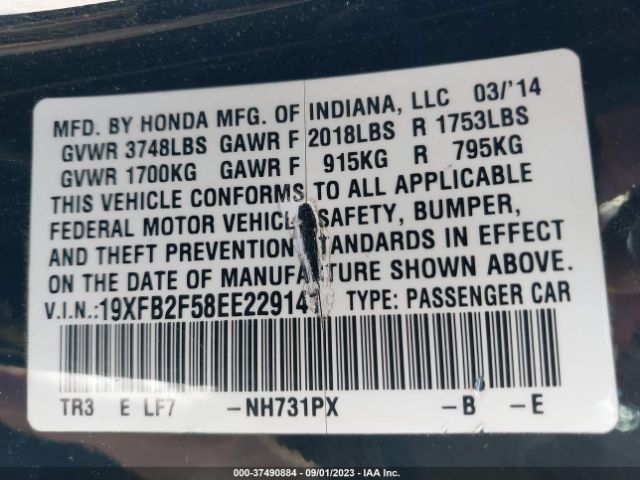 MFD. BY HONDA MFG. OF INDIANA, LLC 03/'14
GVWR 3748LBS GAWR F 2018LBS R 1753LBS
GVWR 1700KG GAWR F 915KG R 795KG
THIS VEHICLE CONFORMS TO ALL APPLICABLE
FEDERAL MOTOR VEHICLE SAFETY, BUMPER,
AND THEFT PREVENTION STANDARDS IN EFFECT
ON THE DATE OF MANUFACTURE SHOWN ABOVE.
V.I.N.: TYPE: PASSENGER CAR
TR3 E LF7 -NH731PX -B -E
000-37490884 - 09/01/2023 - IAA Inc.